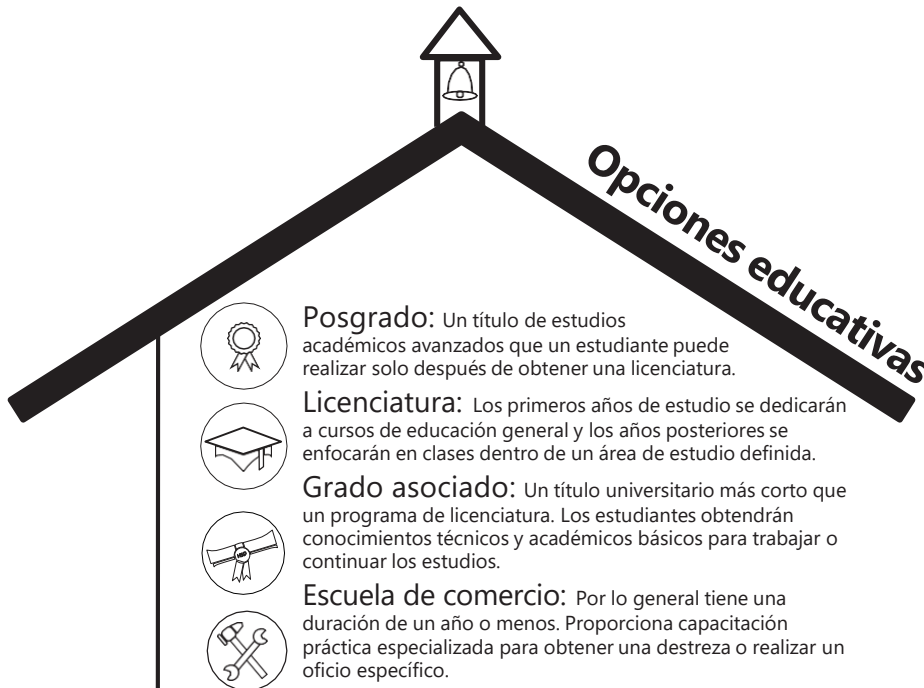 Opciones educativas
Posgrado: Un título de estudios
académicos avanzados que un estudiante puede
realizar solo después de obtener una licenciatura.
Licenciatura: Los primeros años de estudio se dedicarán
a cursos de educación general y los años posteriores se
enfocarán en clases dentro de un área de estudio definida.
Grado asociado: Un título universitario más corto que
un programa de licenciatura. Los estudiantes obtendrán
conocimientos técnicos y académicos básicos para trabajar o
continuar los estudios.
Escuela de comercio: Por lo general tiene una
duración de un año o menos. Proporciona capacitación
práctica especializada para obtener una destreza o realizar un
oficio específico.